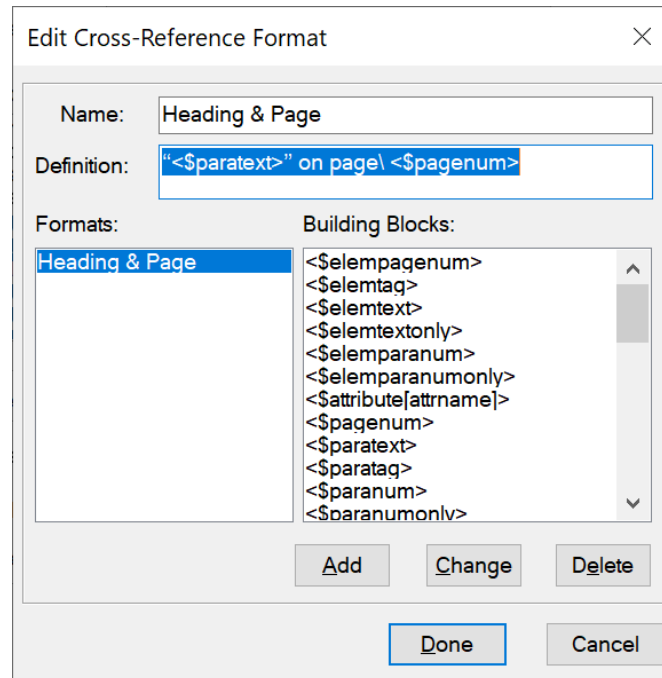 Edit Cross-Reference Format
Name: Heading & Page
Definition: “<$paratext>” on page\ <$pagenum>
Formats: Building Blocks:
Heading & Page
<$elempagenum>
<$elemtag>
<$elemtext>
<$elemtextonly>
<$elemparanum>
<$elemparanumonly>
<$attribute[attrname]>
<$pagenum>
<$paratext>
<$paratag>
<$paranum>
<$paranumonly>
Add Change Delete
Done Cancel